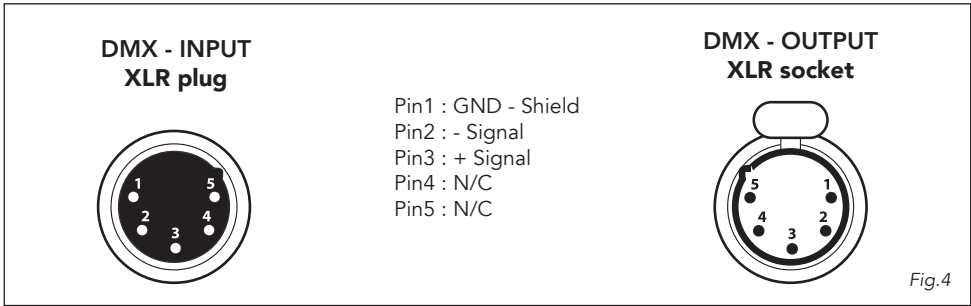 DMX - INPUT
XLR plug
1
5
2
4
3
Pin1 : GND - Shield
Pin2 : - Signal
Pin3 : + Signal
Pin4 : N/C
Pin5 : N/C
DMX - OUTPUT
XLR socket
5
1
4
2
3
Fig.4